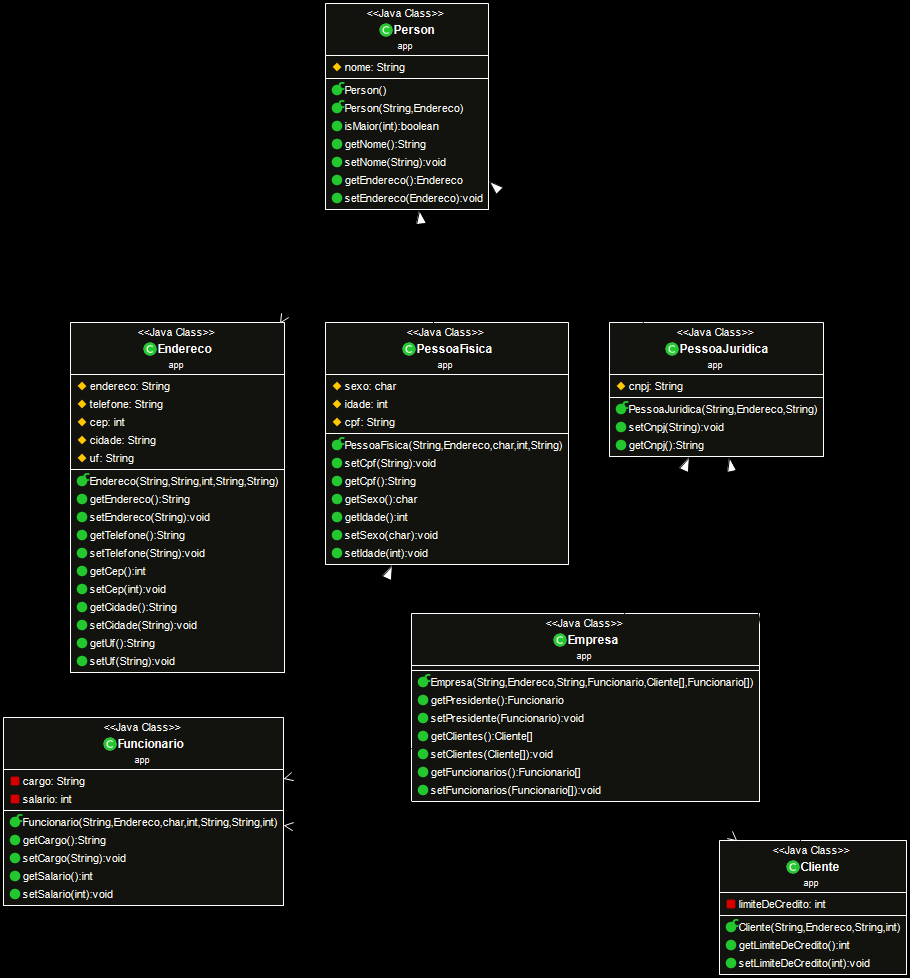 <<Java Class>>
Person
app
nome: String
Person()
Person(String,Endereco)
isMaior(int):boolean
getNome():String
setNome(String):void
getEndereco():Endereco
setEndereco(Endereco):void
<<Java Class>>
Endereco
app
endereco: String
telefone: String
cep: int
cidade: String
uf: String
Endereco(String,String,int,String,String)
getEndereco():String
setEndereco(String):void
getTelefone():String
setTelefone(String):void
getCep():int
setCep(int):void
getCidade():String
setCidade(String):void
getUf():String
setUf(String):void
<<Java Class>>
PessoaFisica
app
sexo: char
idade: int
cpf: String
PessoaFisica(String,Endereco,char,int,String)
setCpf(String):void
getCpf():String
getSexo():char
getIdade():int
setSexo(char):void
setIdade(int):void
<<Java Class>>
PessoaJuridica
app
cnpj: String
PessoaJuridica(String,Endereco,String)
setCnpj(String):void
getCnpj():String
<<Java Class>>
Empresa
app
Empresa(String,Endereco,String,Funcionario,Cliente[],Funcionario[])
getPresidente():Funcionario
setPresidente(Funcionario):void
getClientes():Cliente[]
setClientes(Cliente[]):void
getFuncionarios():Funcionario[]
setFuncionarios(Funcionario[]):void
<<Java Class>>
Funcionario
app
cargo: String
salario: int
Funcionario(String,Endereco,char,int,String,String,int)
getCargo():String
setCargo(String):void
getSalario():int
setSalario(int):void
<<Java Class>>
Cliente
app
limiteDeCredito: int
Cliente(String,Endereco,String,int)
getLimiteDeCredito():int
setLimiteDeCredito(int):void